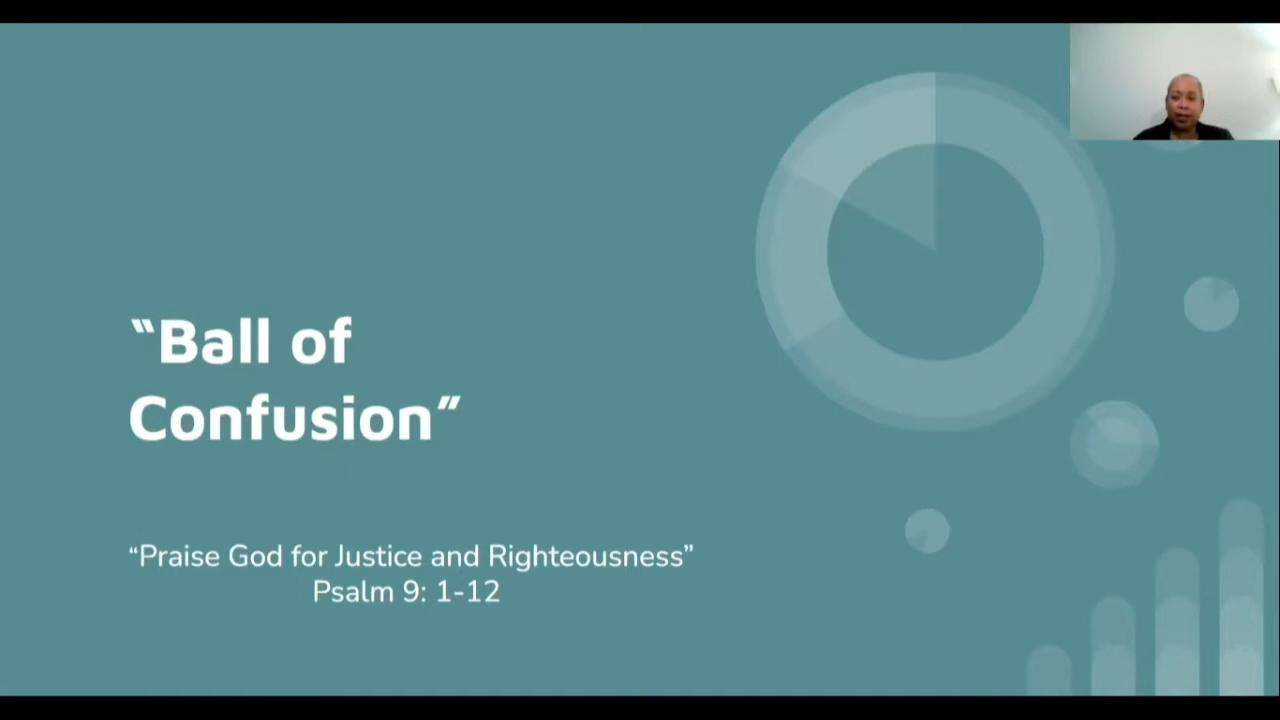 “Ball of
Confusion”
“Praise God for Justice and Righteousness”
Psalm 9: 1-12